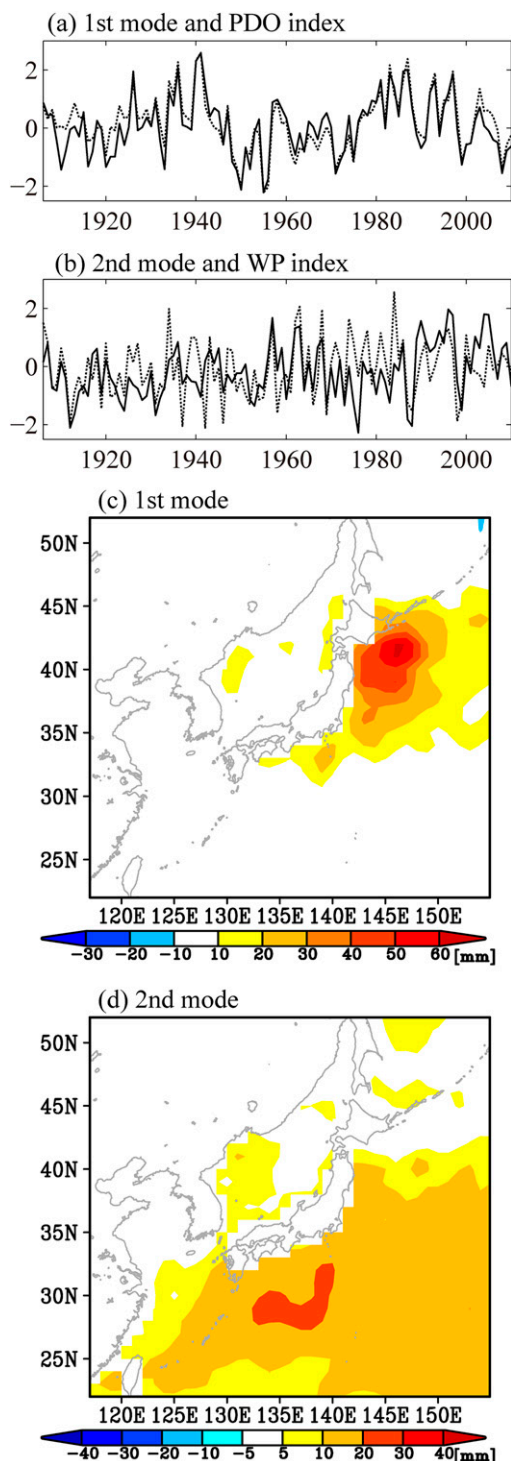 (a) 1st mode and PDO index
2
0
−2
1920 1940 1960 1980 2000
(b) 2nd mode and WP index
2
0
−2
1920 1940 1960 1980 2000
(c) 1st mode
50N
45N
40N
35N
30N
25N
120E 125E 130E 135E 140E 145E 150E
-30 -20 -10 10 20 30 50 60 [mm]
(d) 2nd mode
50N
45N
40N
35N
30N
25N
120E 125E 130E 135E 140E 145E 150E
-40 -20 -10 -5 5 10 20 30 40 [mm]